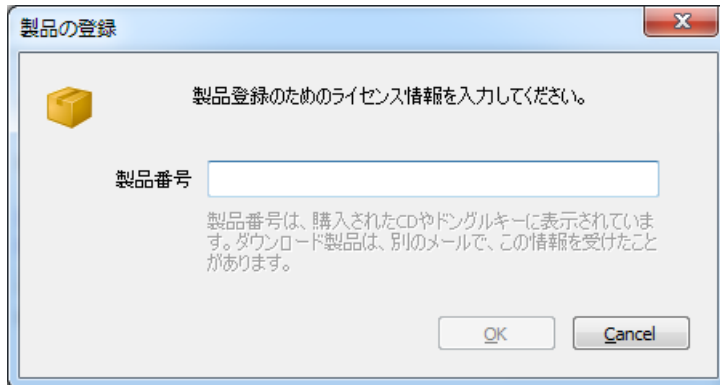 製品の登録
製品登録のためのライセンス情報を入力してください。
製品番号
製品番号は、購入されたCDやドングルキーに表示されていま
す。ダウンロード製品は、別のメールで、この情報を受けたこと
があります。
OK
Cancel